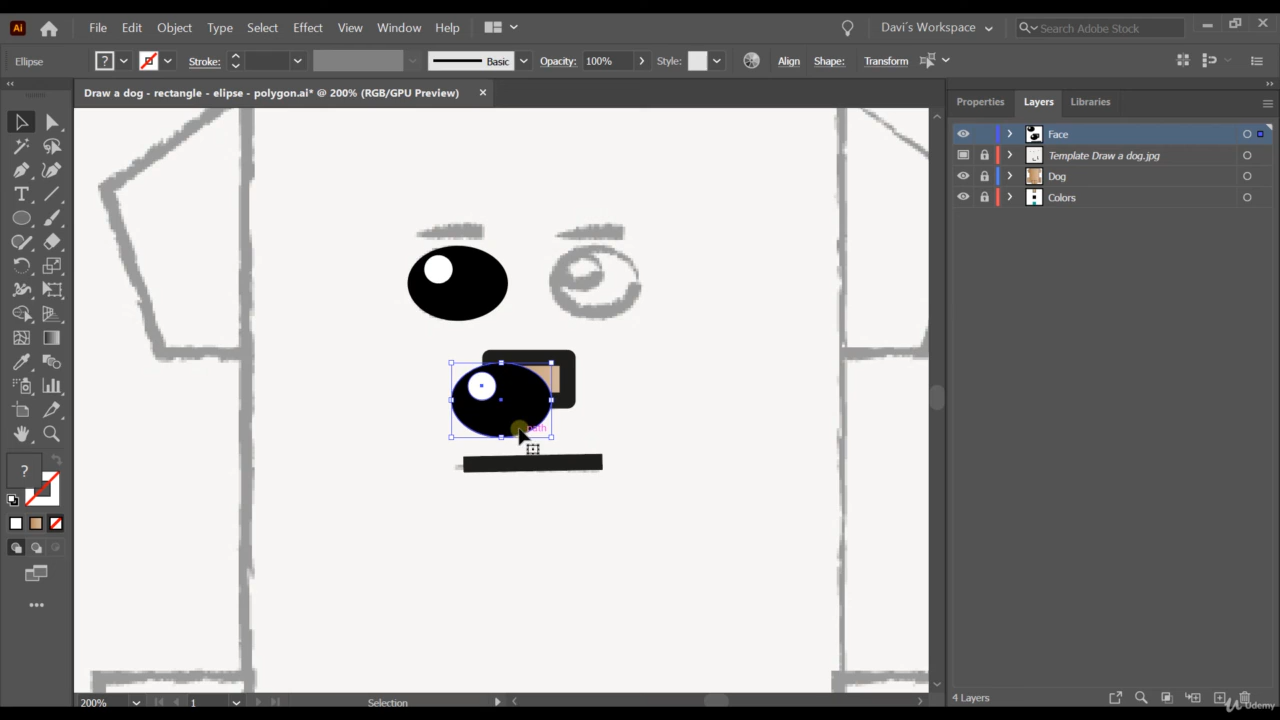 Ai File Edit Object Type Select Effect View Window Help Davi´s Workspace Search Adobe Stock
Ellipse ? Stroke: Basic Opacity: 100% Style: Align Shape: Transform
Draw a dog - rectangle - elipse - polygon.ai* @ 200% (RGB/GPU Preview)
Properties Layers Libraries
Face
Template Draw a dog.jpg
Dog
Colors
T
path
?
200% 1 Selection
4 Layers
Udemy